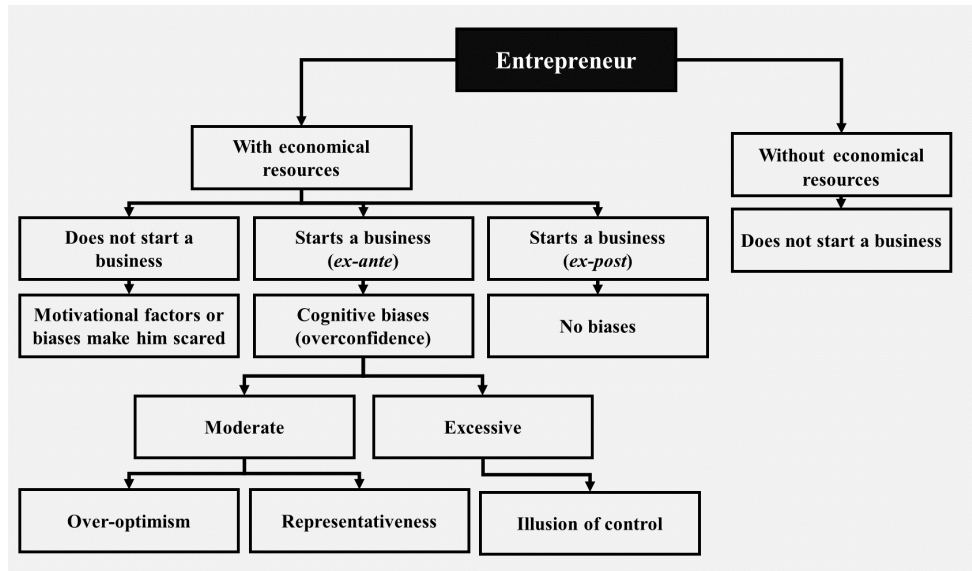 Entrepreneur
With economical
resources
Without economical
resources
Does not start a
business
Starts a business
(ex-ante)
Starts a business
(ex-post)
Does not start a business
Motivational factors or
biases make him scared
Cognitive biases
(overconfidence)
No biases
Moderate
Excessive
Over-optimism
Representativeness
Illusion of control